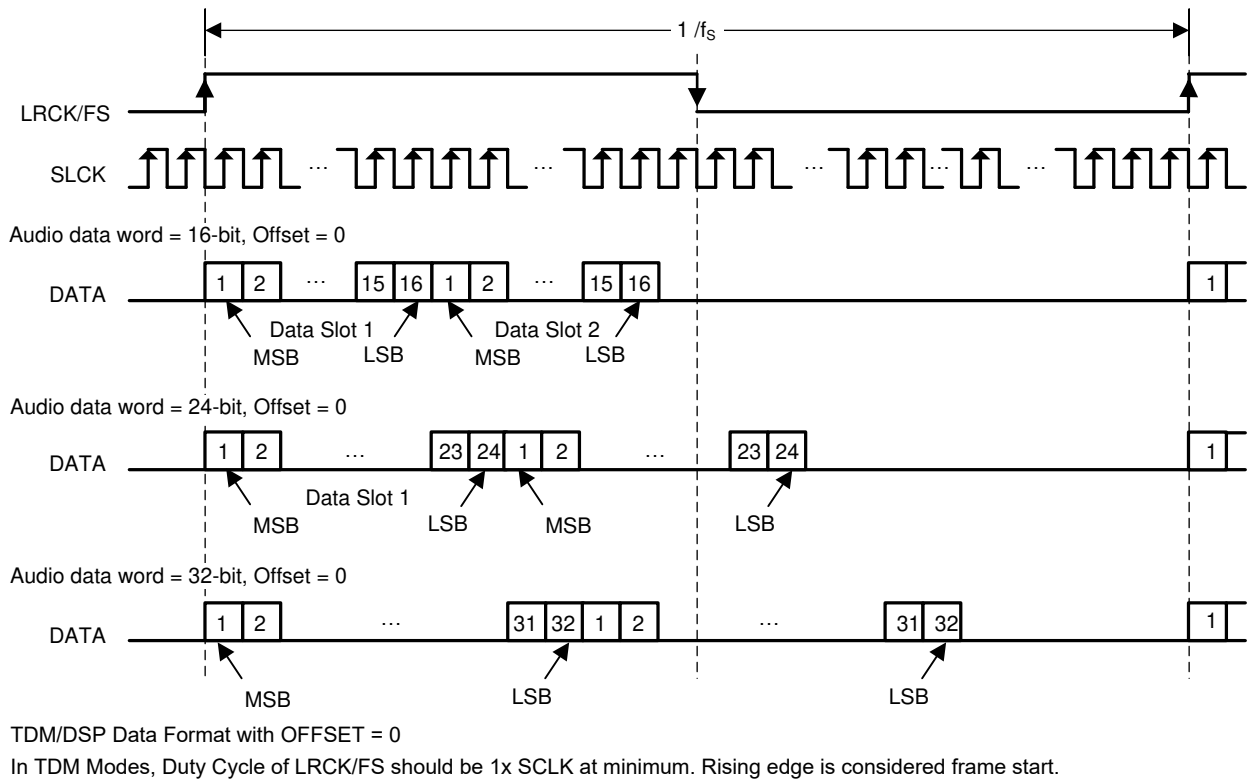 1 /fS
LRCK/FS
SLCK … … … … …
Audio data word = 16-bit, Offset = 0
DATA 1 2 … 15 16 1 2 … 15 16 1
Data Slot 1 Data Slot 2
MSB LSB MSB LSB
Audio data word = 24-bit, Offset = 0
DATA 1 2 … 23 24 1 2 … 23 24 1
Data Slot 1
MSB LSB MSB LSB
Audio data word = 32-bit, Offset = 0
DATA 1 2 … 31 32 1 2 … 31 32 1
MSB LSB LSB
TDM/DSP Data Format with OFFSET = 0
In TDM Modes, Duty Cycle of LRCK/FS should be 1x SCLK at minimum. Rising edge is considered frame start.